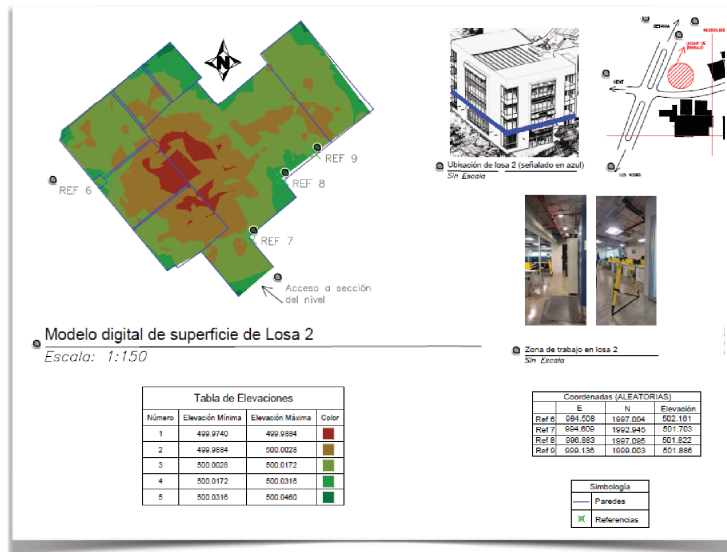 N
REF 6
REF 9
REF 8
REF 7
Acceso a sección
del nivel
Modelo digital de superficie de Losa 2
Escala: 1:150
Ubicación de losa 2 (señalado en azul)
Sin Escala
LUGAR DE
TRABAJO
Zona de trabajo en losa 2
Sin Escala
Tabla de Elevaciones
Número Elevación Mínima Elevación Máxima Color
1 499.9740 499.9884
2 499.9884 500.0028
3 500.0028 500.0172
4 500.0172 500.0316
5 500.0316 500.0460
Coordenadas (ALEATORIAS)
E N Elevación
Ref 6 984.508 1997.004 502.161
Ref 7 994.609 1992.945 501.703
Ref 8 996.883 1997.095 501.822
Ref 9 999.135 1999.003 501.886
Simbología
Paredes
Referencias